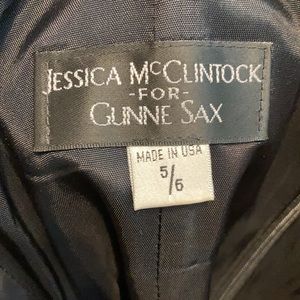 JESSICA McCLINTOCK
-FOR-
GUNNE SAX
MADE IN USA
5/6